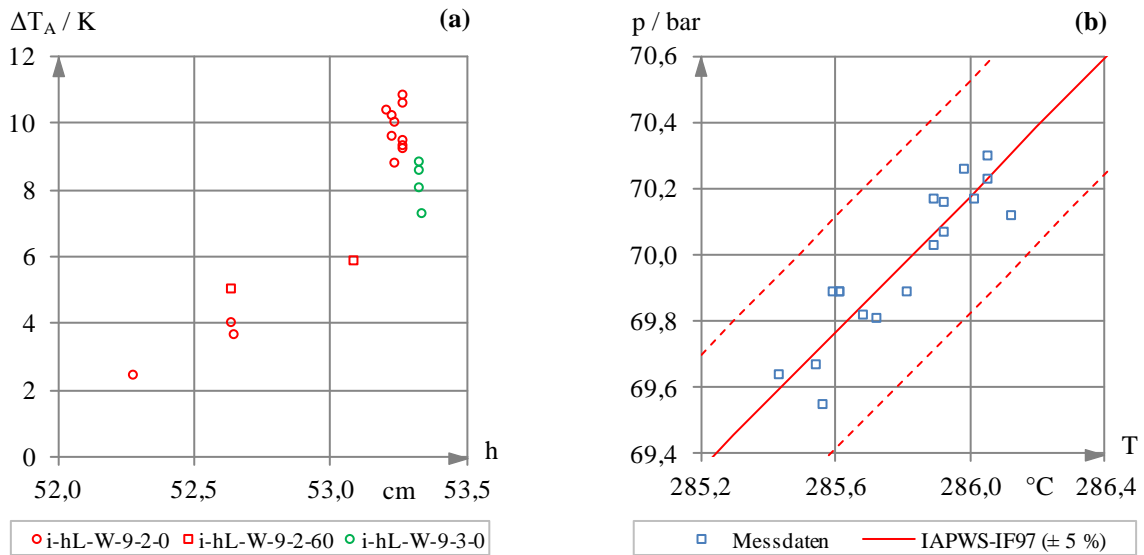 ΔT_A / K (a)
12
10
8
6
4
2
0
52,0 52,5 53,0 cm 53,5
h
i-hL-W-9-2-0 i-hL-W-9-2-60 i-hL-W-9-3-0
p / bar (b)
70,6
70,4
70,2
70,0
69,8
69,6
69,4
T
285,2 285,6 286,0 °C 286,4
Messdaten IAPWS-IF97 (± 5 %)